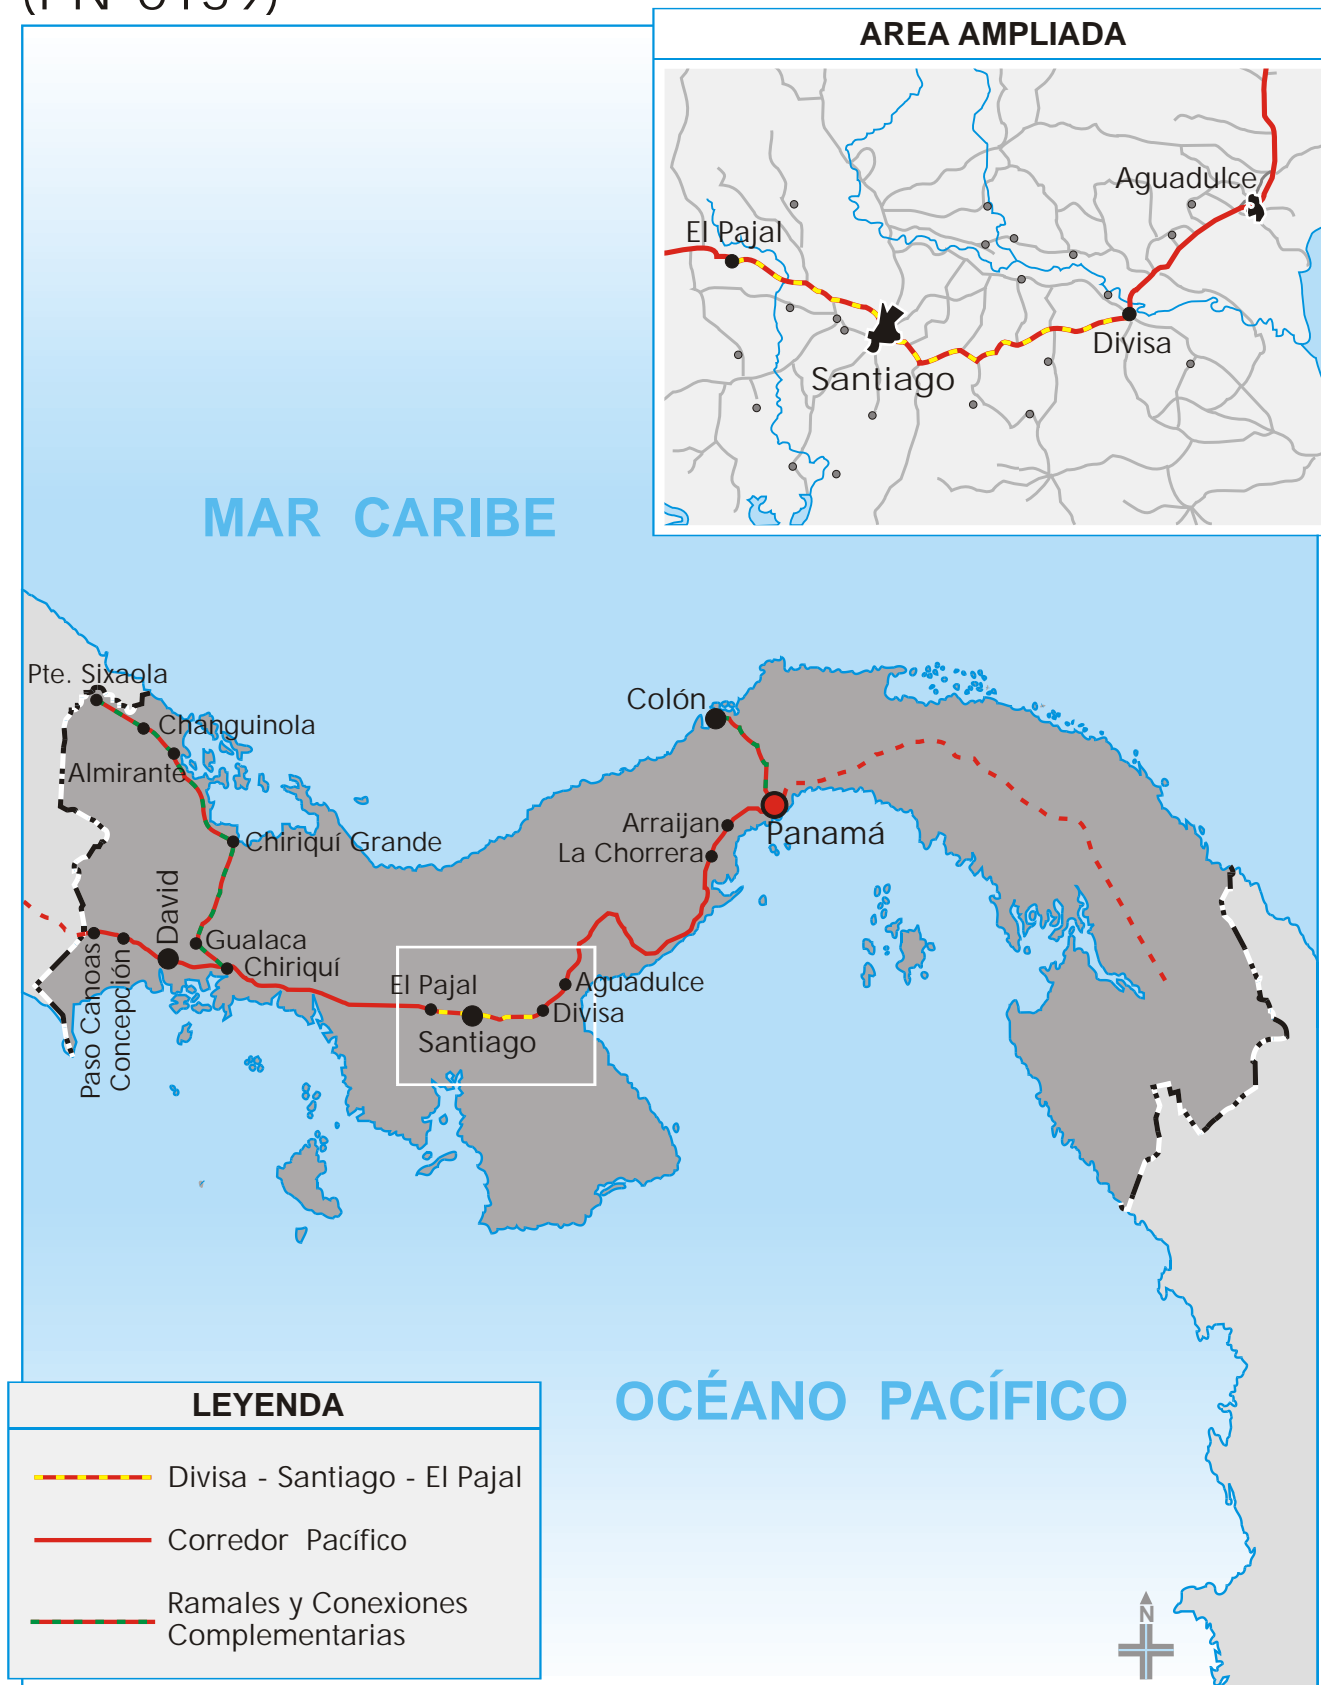 AREA AMPLIADA
Aguadulce
El Pajal
Divisa
Santiago
MAR CARIBE
Pte. Sixaola
Colón
Changuinola
Almirante
Arraijan
Panamá
Chiriquí Grande
La Chorrera
David
Gualaca
Chiriquí
Paso Canoas
Concepción
El Pajal
Aguadulce
Divisa
Santiago
OCÉANO PACÍFICO
LEYENDA
Divisa - Santiago - El Pajal
Corredor Pacífico
Ramales y Conexiones
Complementarias
N